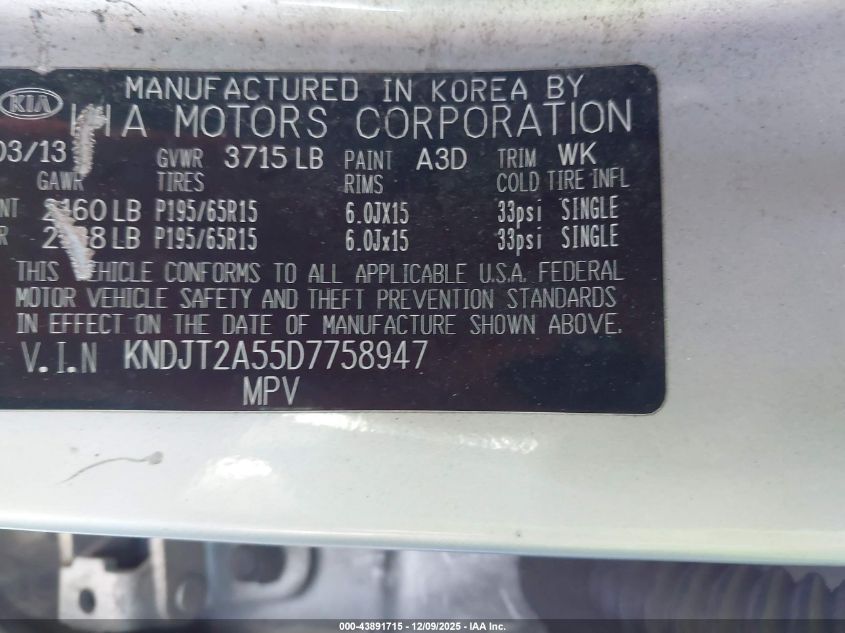 MANUFACTURED IN KOREA BY
KIA KIA MOTORS CORPORATION
03/13 GVWR 3715 LB PAINT A3D TRIM WK
GAWR TIRES RIMS COLD TIRE INFL
LB P195/65R15 6.0JX15 33psi SINGLE
LB P195/65R15 6.0Jx15 33psi SINGLE
THIS VEHICLE CONFORMS TO ALL APPLICABLE U.S.A. FEDERAL
MOTOR VEHICLE SAFETY AND THEFT PREVENTION STANDARDS
IN EFFECT ON THE DATE OF MANUFACTURE SHOWN ABOVE.
V.I.N KNDJT2A55D7758947
MPV
000-43891715 - 12/09/2025 - IAA Inc.